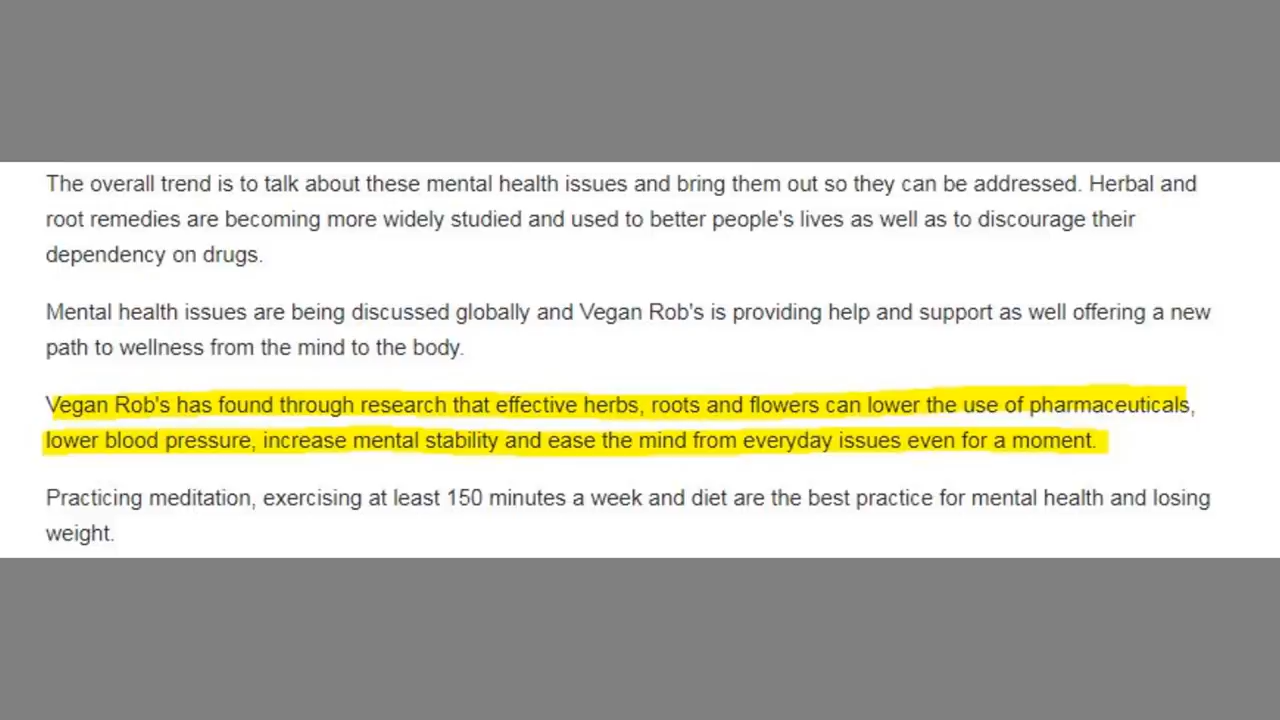 The overall trend is to talk about these mental health issues and bring them out so they can be addressed. Herbal and
root remedies are becoming more widely studied and used to better people's lives as well as to discourage their
dependency on drugs.
Mental health issues are being discussed globally and Vegan Rob's is providing help and support as well offering a new
path to wellness from the mind to the body.
Vegan Rob's has found through research that effective herbs, roots and flowers can lower the use of pharmaceuticals,
lower blood pressure, increase mental stability and ease the mind from everyday issues even for a moment.
Practicing meditation, exercising at least 150 minutes a week and diet are the best practice for mental health and losing
weight.